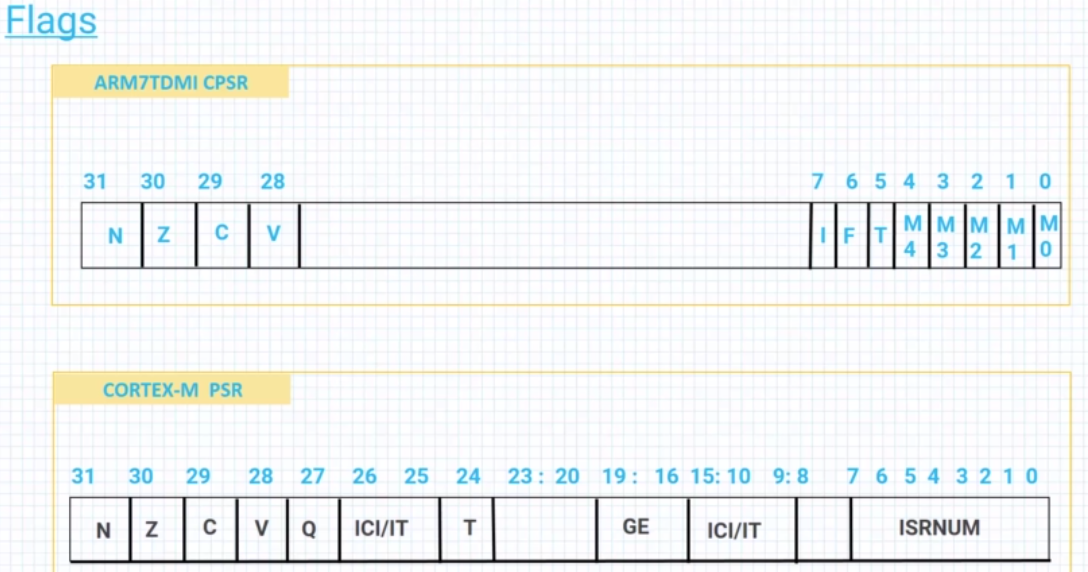 Flags
ARM7TDMI CPSR
31 30 29 28 7 6 5 4 3 2 1 0
N Z C V I F T M4 M3 M2 M1 M0
CORTEX-M PSR
31 30 29 28 27 26 25 24 23 : 20 19 : 16 15: 10 9: 8 7 6 5 4 3 2 1 0
N Z C V Q ICI/IT T GE ICI/IT ISRNUM